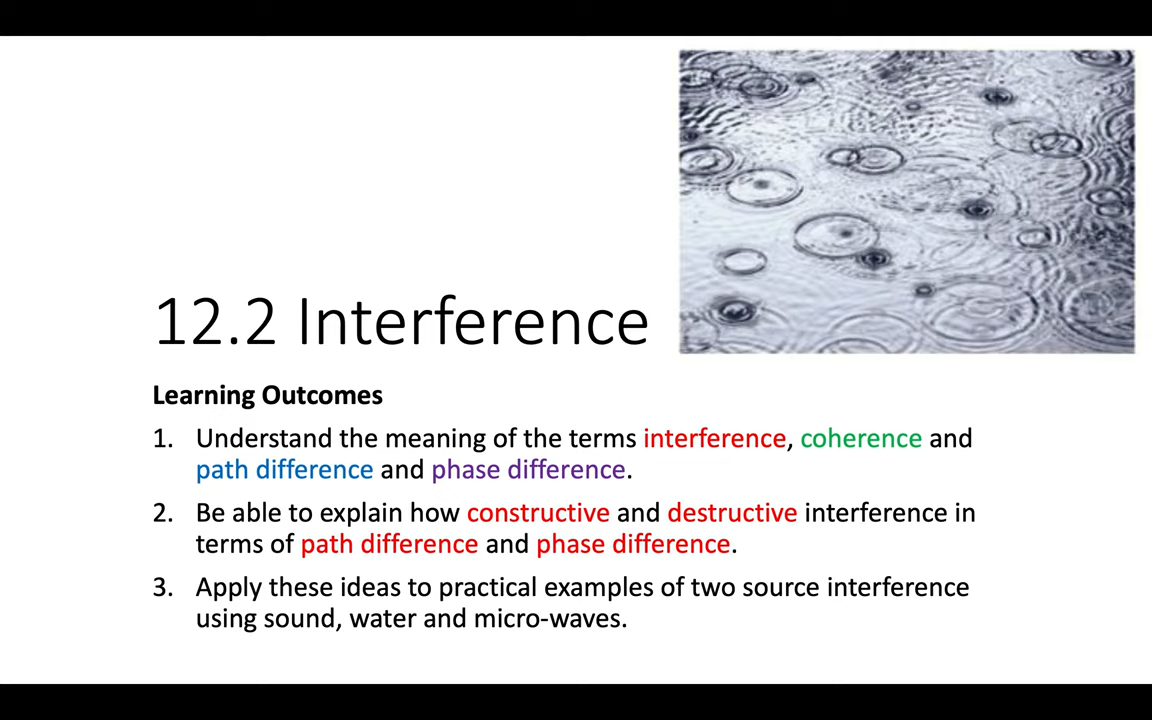 12.2 Interference
Learning Outcomes
1. Understand the meaning of the terms interference, coherence and
path difference and phase difference.
2. Be able to explain how constructive and destructive interference in
terms of path difference and phase difference.
3. Apply these ideas to practical examples of two source interference
using sound, water and micro-waves.